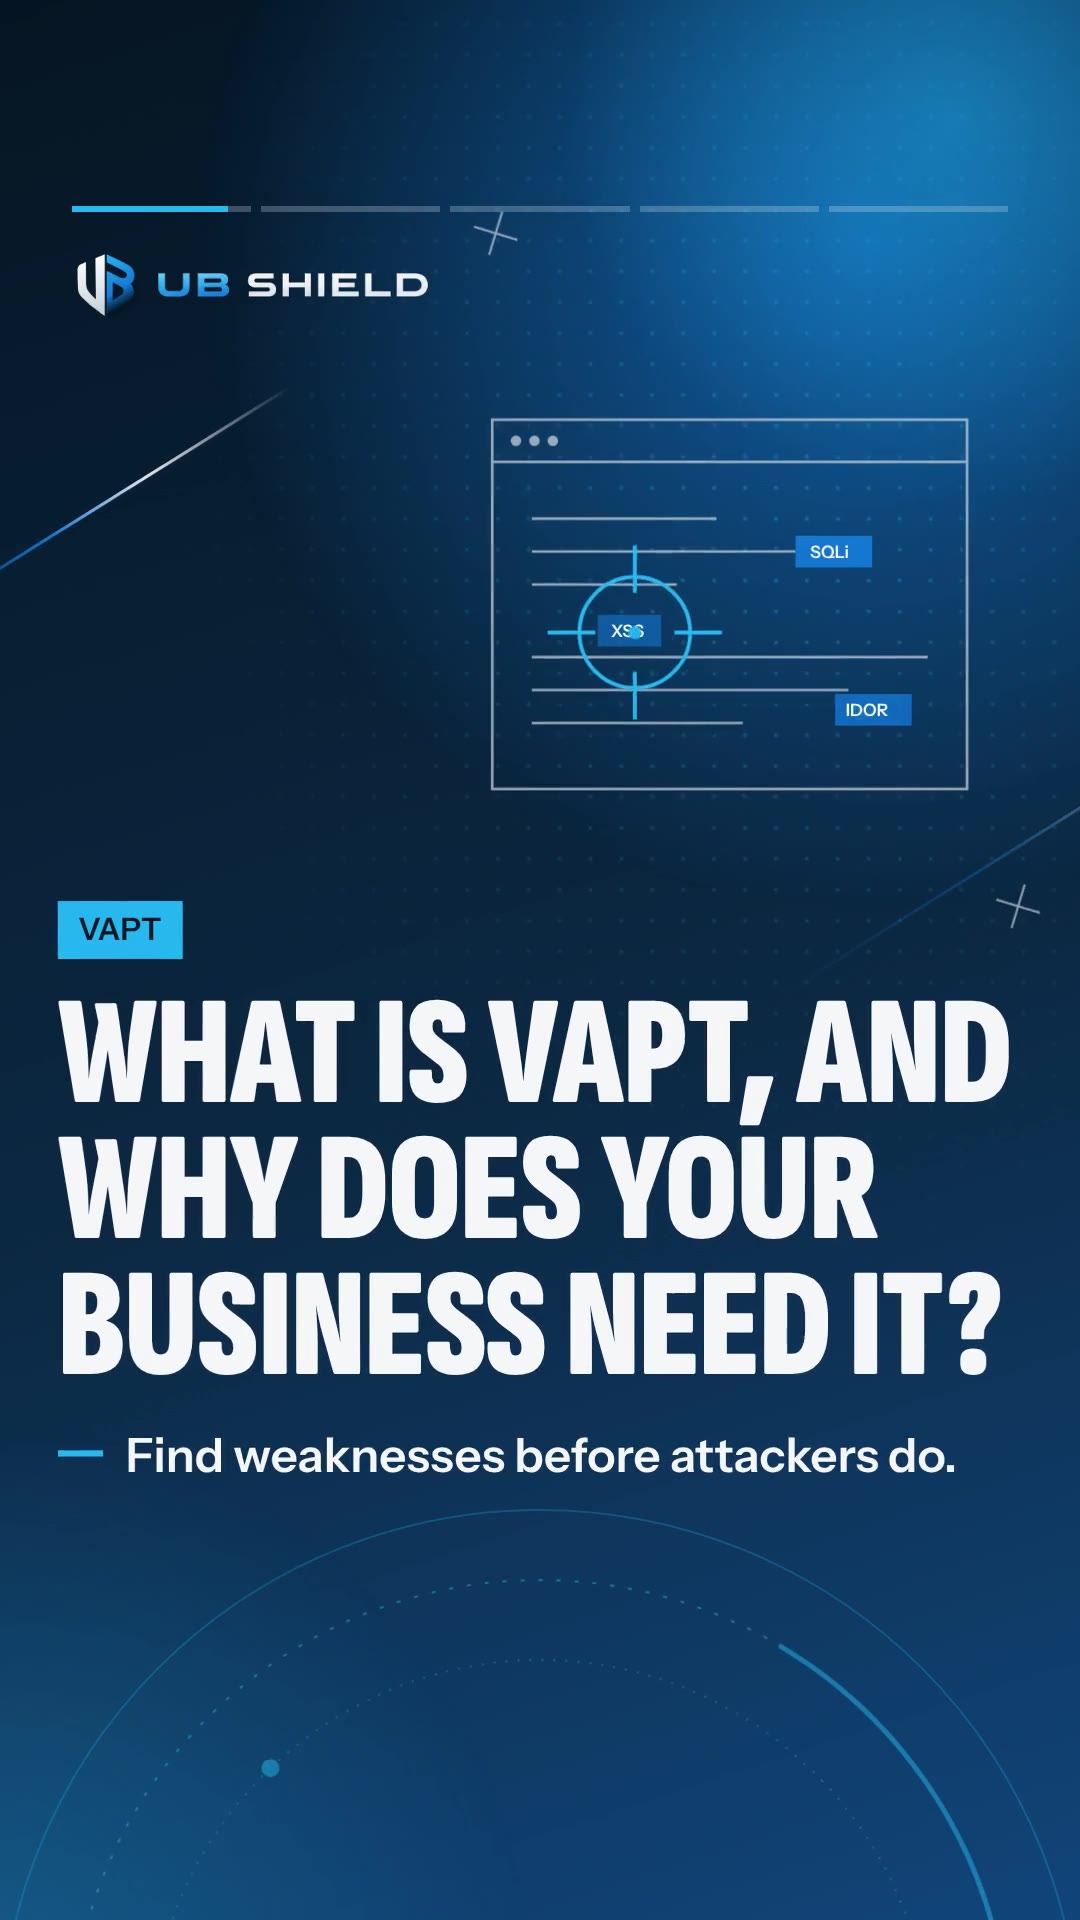 UB SHIELD
SQLi
XSS
IDOR
VAPT
WHAT IS VAPT, AND
WHY DOES YOUR
BUSINESS NEED IT?
Find weaknesses before attackers do.